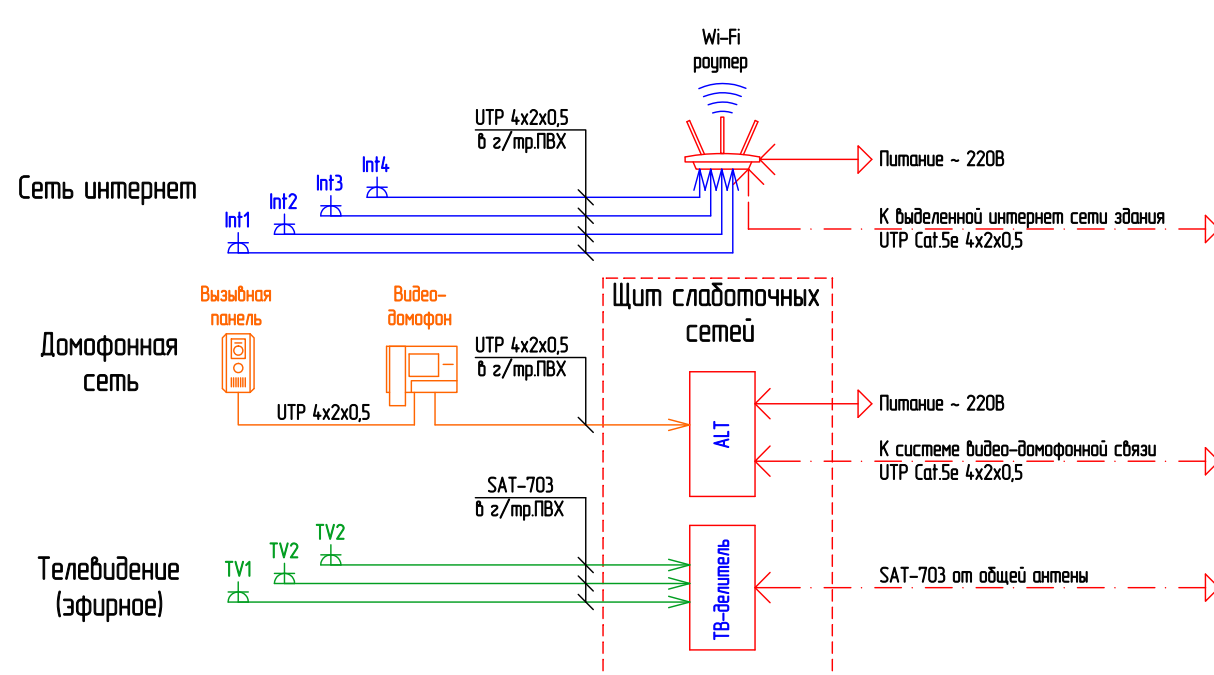 Wi-Fi
роутер
UTP 4x2x0,5
в г/тр.ПВХ
Питание ~ 220В
Сеть интернет
Int4
Int3
Int2
Int1
К выделенной интернет сети здания
UTP Cat.5e 4x2x0,5
Щит слаботочных
сетей
Вызывная
панель
Видео-
домофон
Домофонная
сеть
UTP 4x2x0,5
в г/тр.ПВХ
UTP 4x2x0,5
ALT
Питание ~ 220В
К системе видео-домофонной связи
UTP Cat.5e 4x2x0,5
SAT-703
в г/тр.ПВХ
Телевидение
(эфирное)
TV2
TV2
TV1
ТВ-делитель
SAT-703 от общей антены